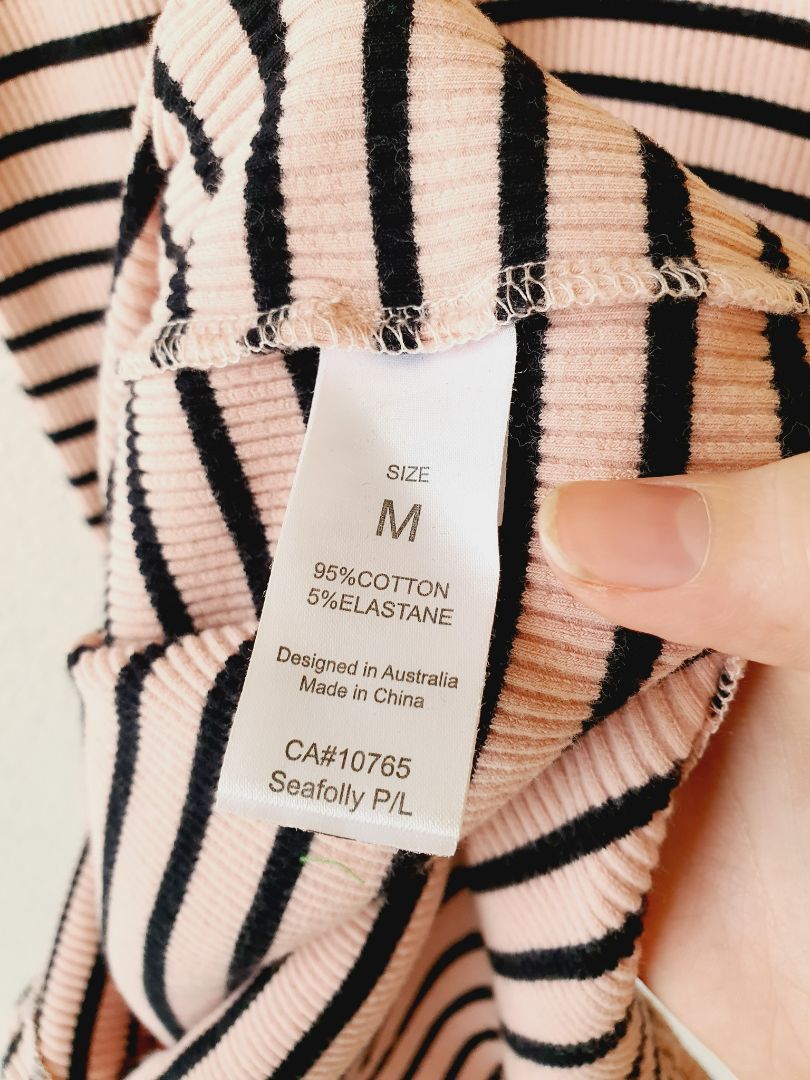 SIZE
M
95%COTTON
5%ELASTANE
Designed in Australia
Made in China
CA#10765
Seafolly P/L